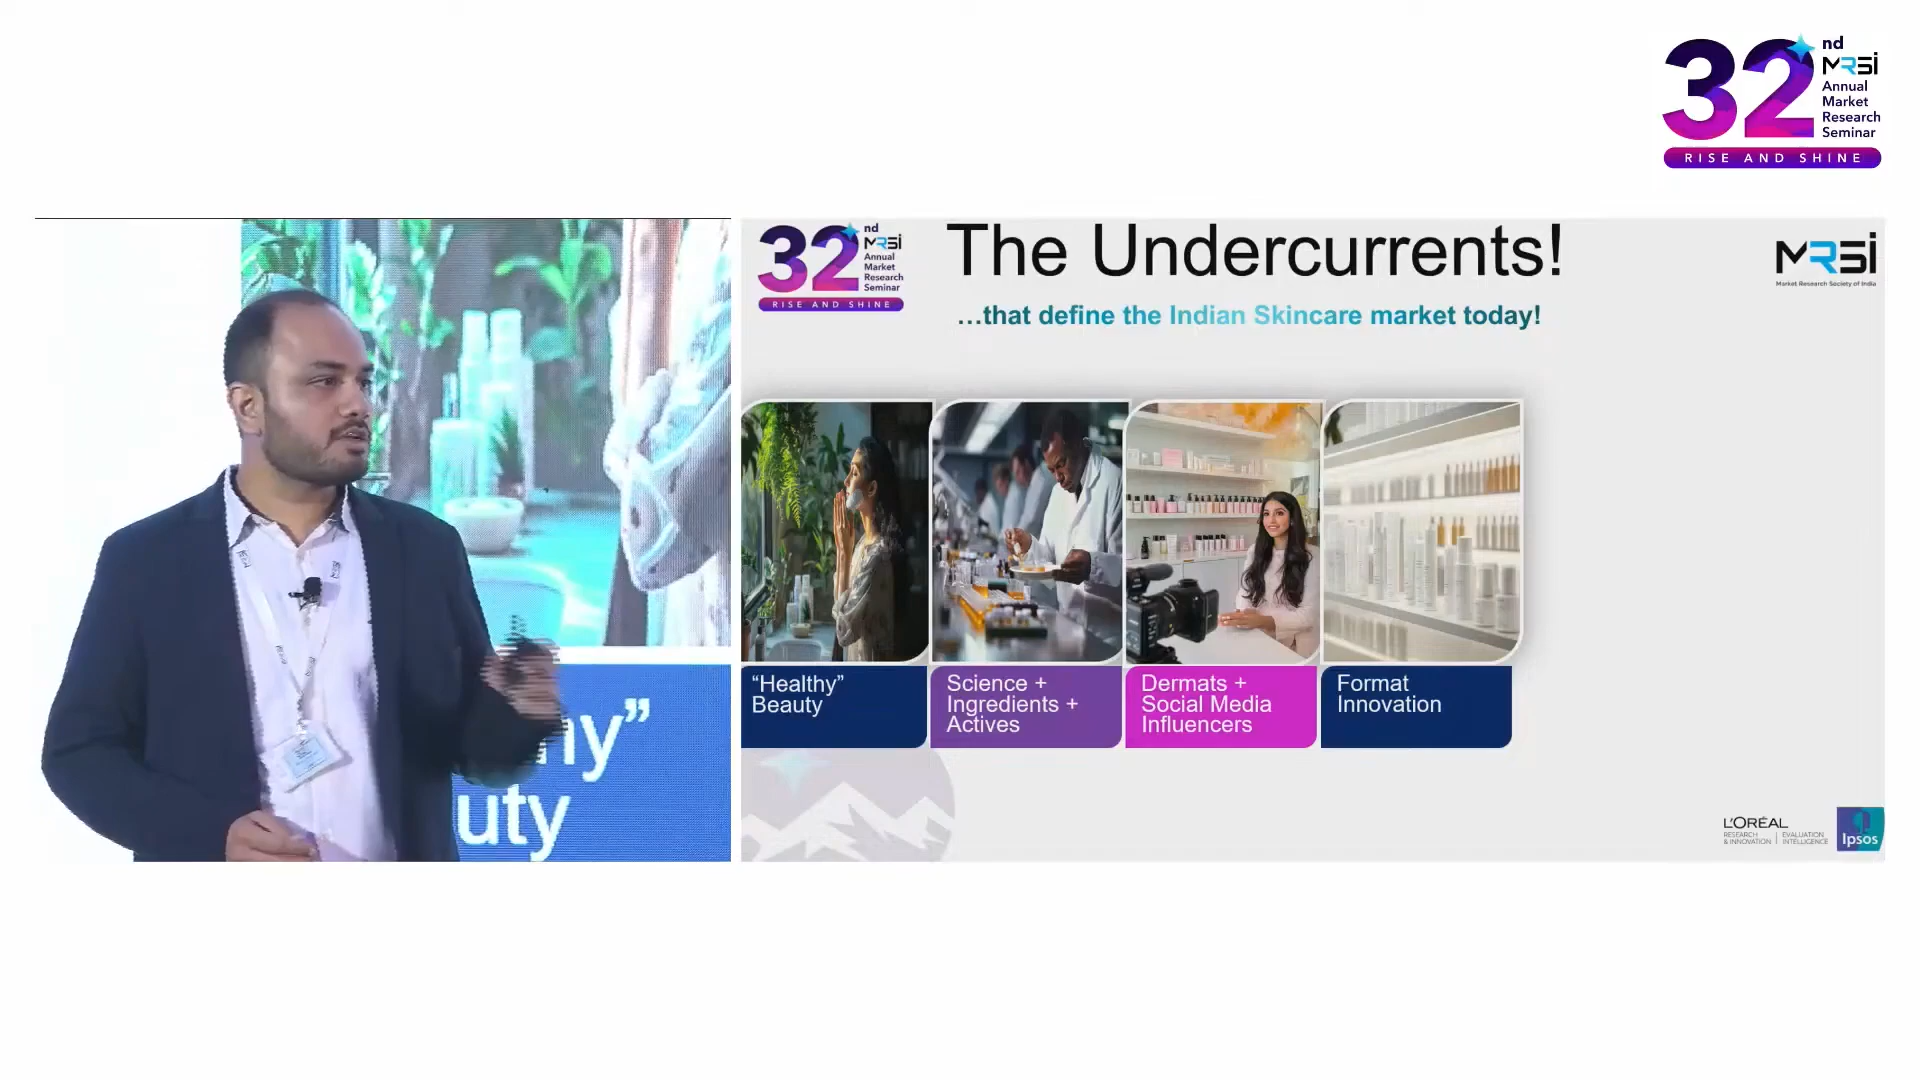 32nd
MRSI
Annual
Market
Research
Seminar
RISE AND SHINE
32nd
MRSI
Annual
Market
Research
Seminar
RISE AND SHINE
The Undercurrents!
…that define the Indian Skincare market today!
MRSI
Market Research Society of India
“Healthy”
Beauty
Science +
Ingredients +
Actives
Dermats +
Social Media
Influencers
Format
Innovation
L'ORÉAL
RESEARCH & INNOVATION | EVALUATION INTELLIGENCE
Ipsos
hy”
uty